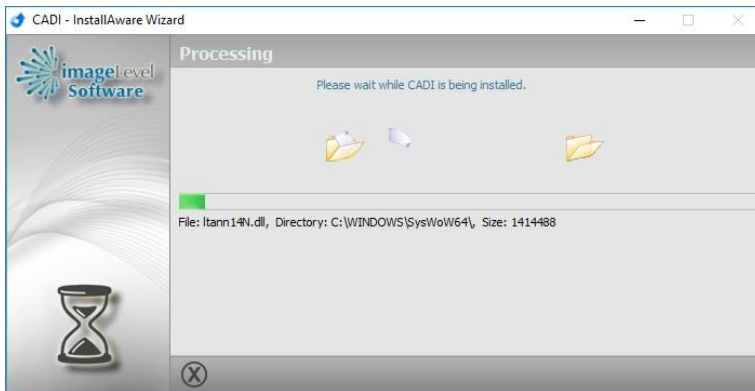 CADI - InstallAware Wizard
imageLevel
Software
Processing
Please wait while CADI is being installed.
File: ltann14N.dll, Directory: C:\WINDOWS\SysWoW64\, Size: 1414488